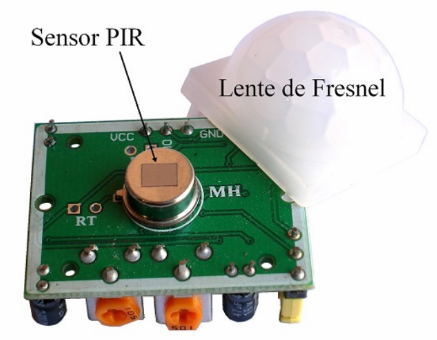 Sensor PIR
Lente de Fresnel
VCC
O
GND
MH
RT